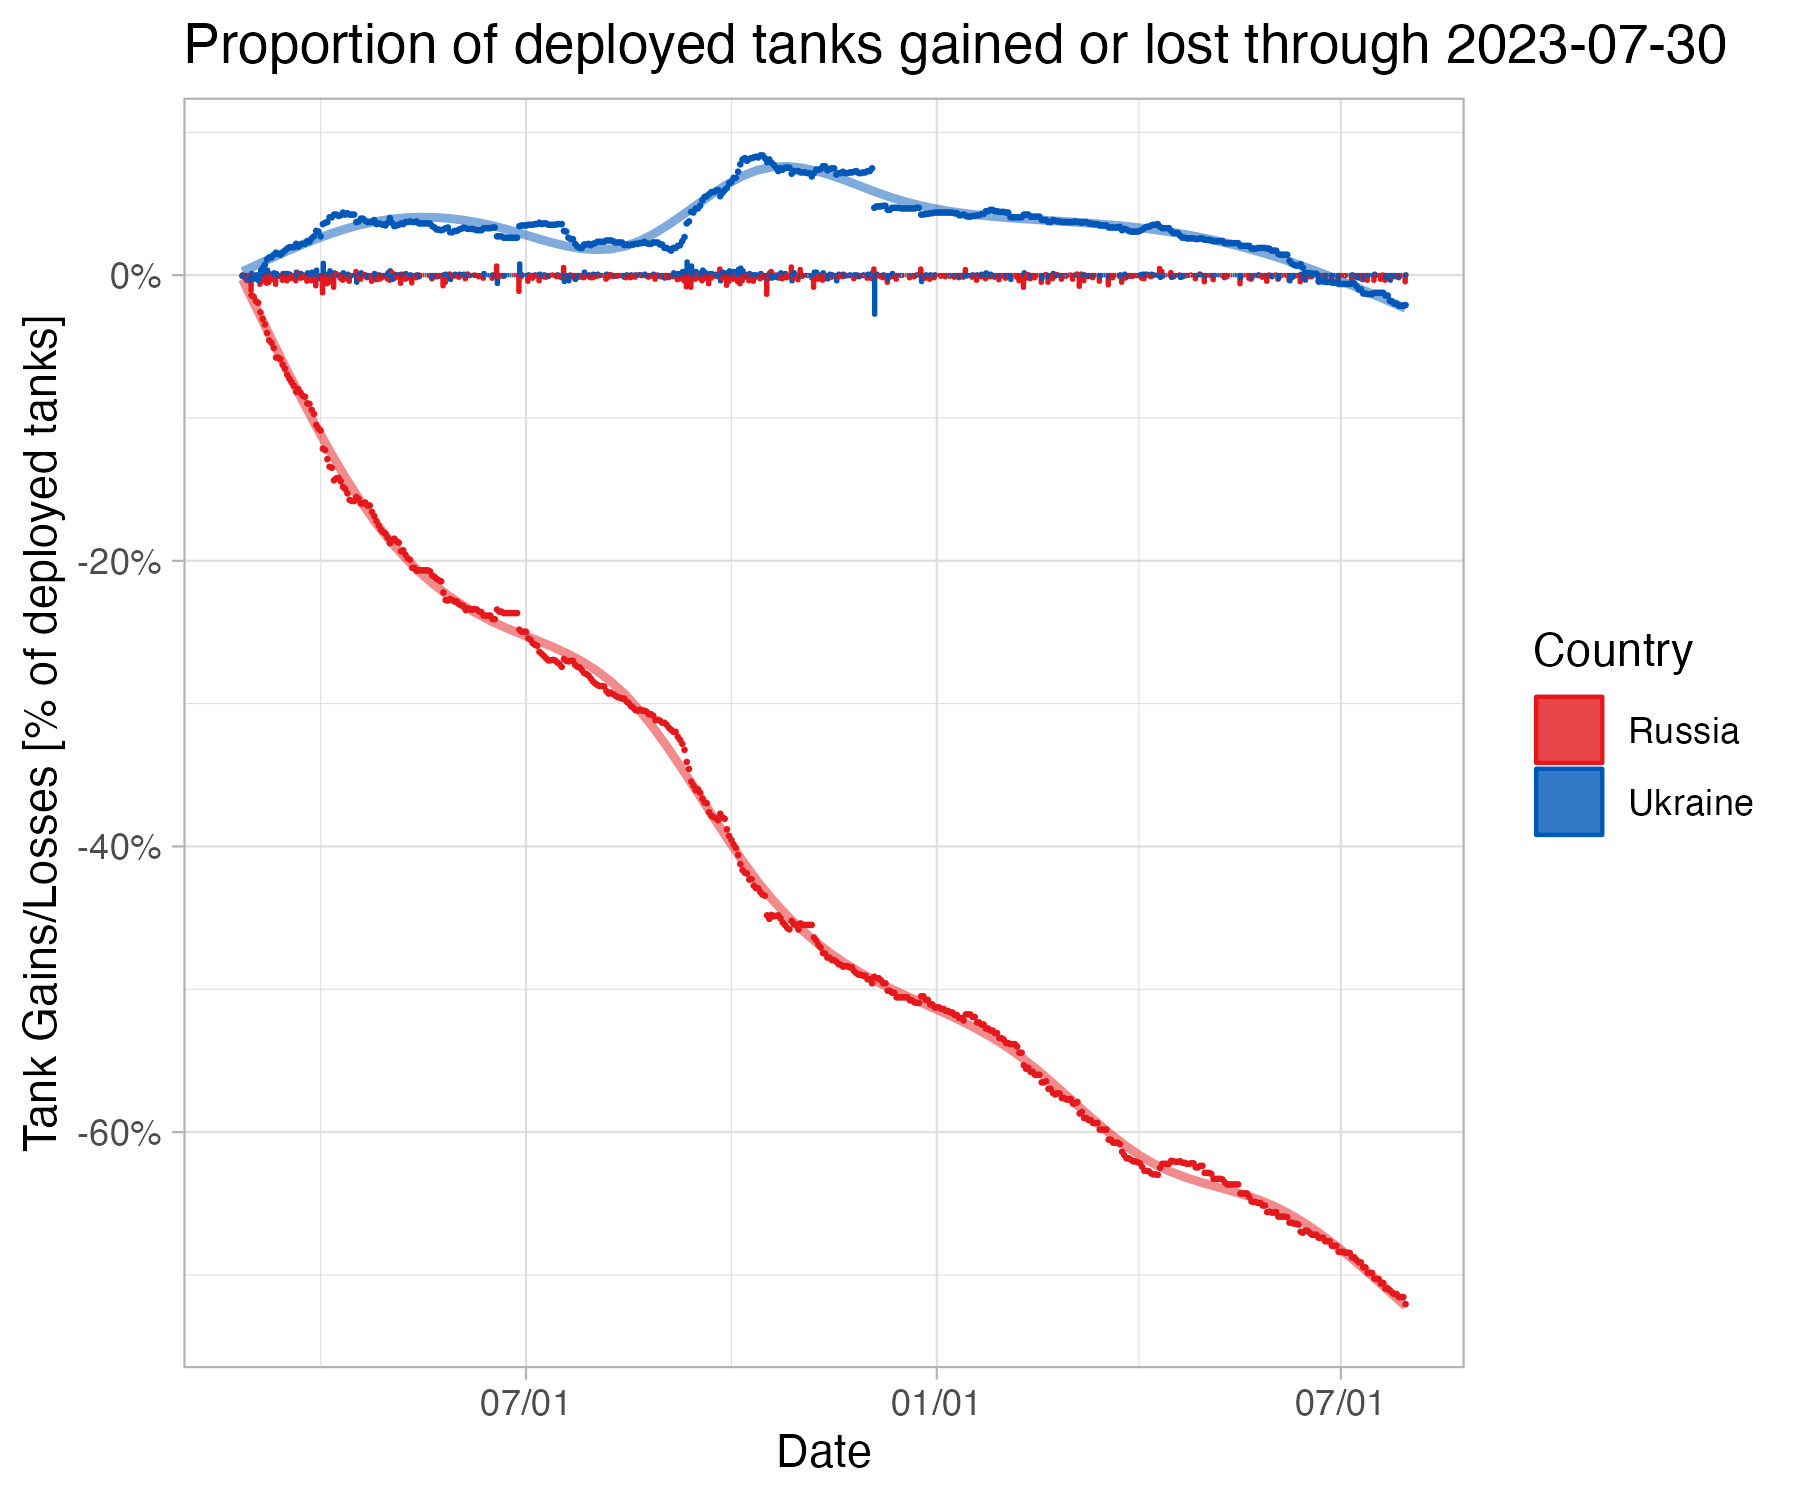 Proportion of deployed tanks gained or lost through 2023-07-30
Tank Gains/Losses [% of deployed tanks]
0%
-20%
-40%
-60%
07/01
01/01
07/01
Date
Country
Russia
Ukraine